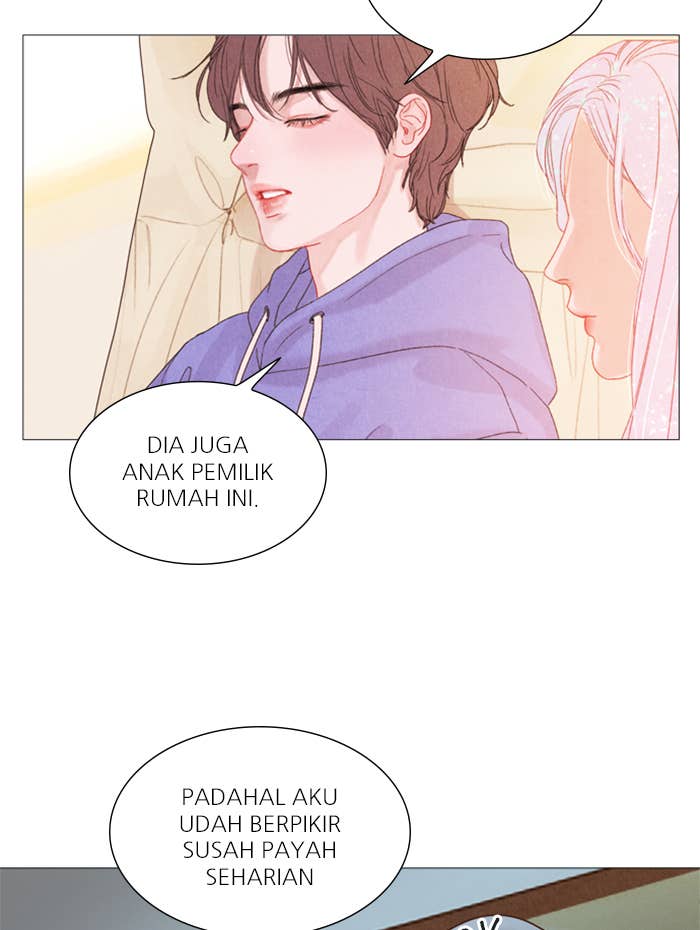 DIA JUGA
ANAK PEMILIK
RUMAH INI.
PADAHAL AKU
UDAH BERPIKIR
SUSAH PAYAH
SEHARIAN